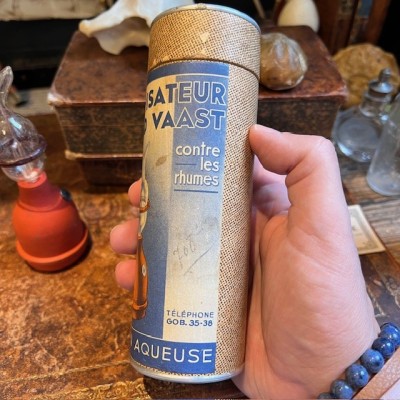 SATEUR
VAAST
contre
les
rhumes
TÉLÉPHONE
GOB. 35-38
AQUEUSE